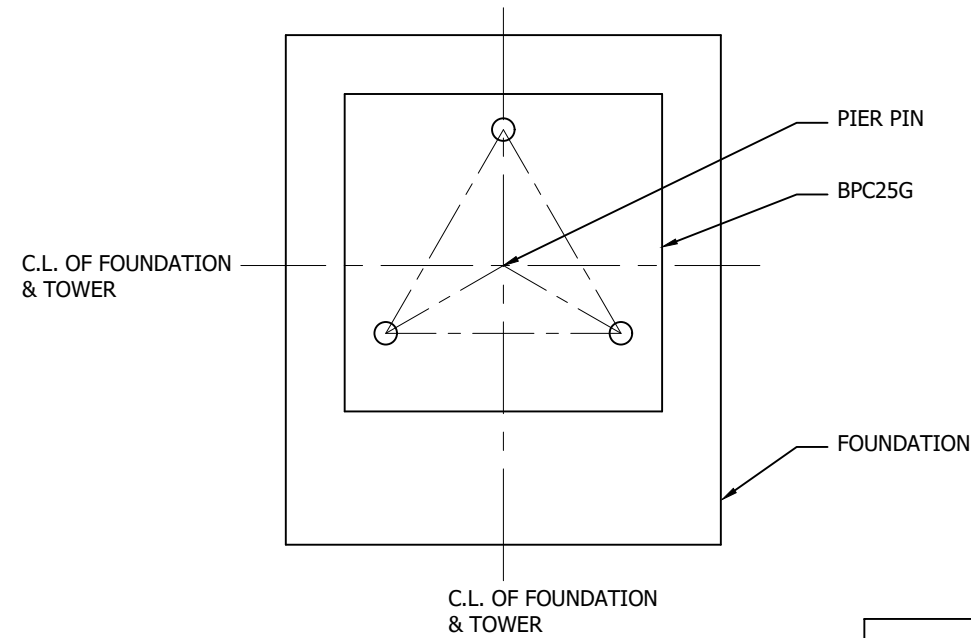 PIER PIN
BPC25G
C.L. OF FOUNDATION
& TOWER
FOUNDATION
C.L. OF FOUNDATION
& TOWER